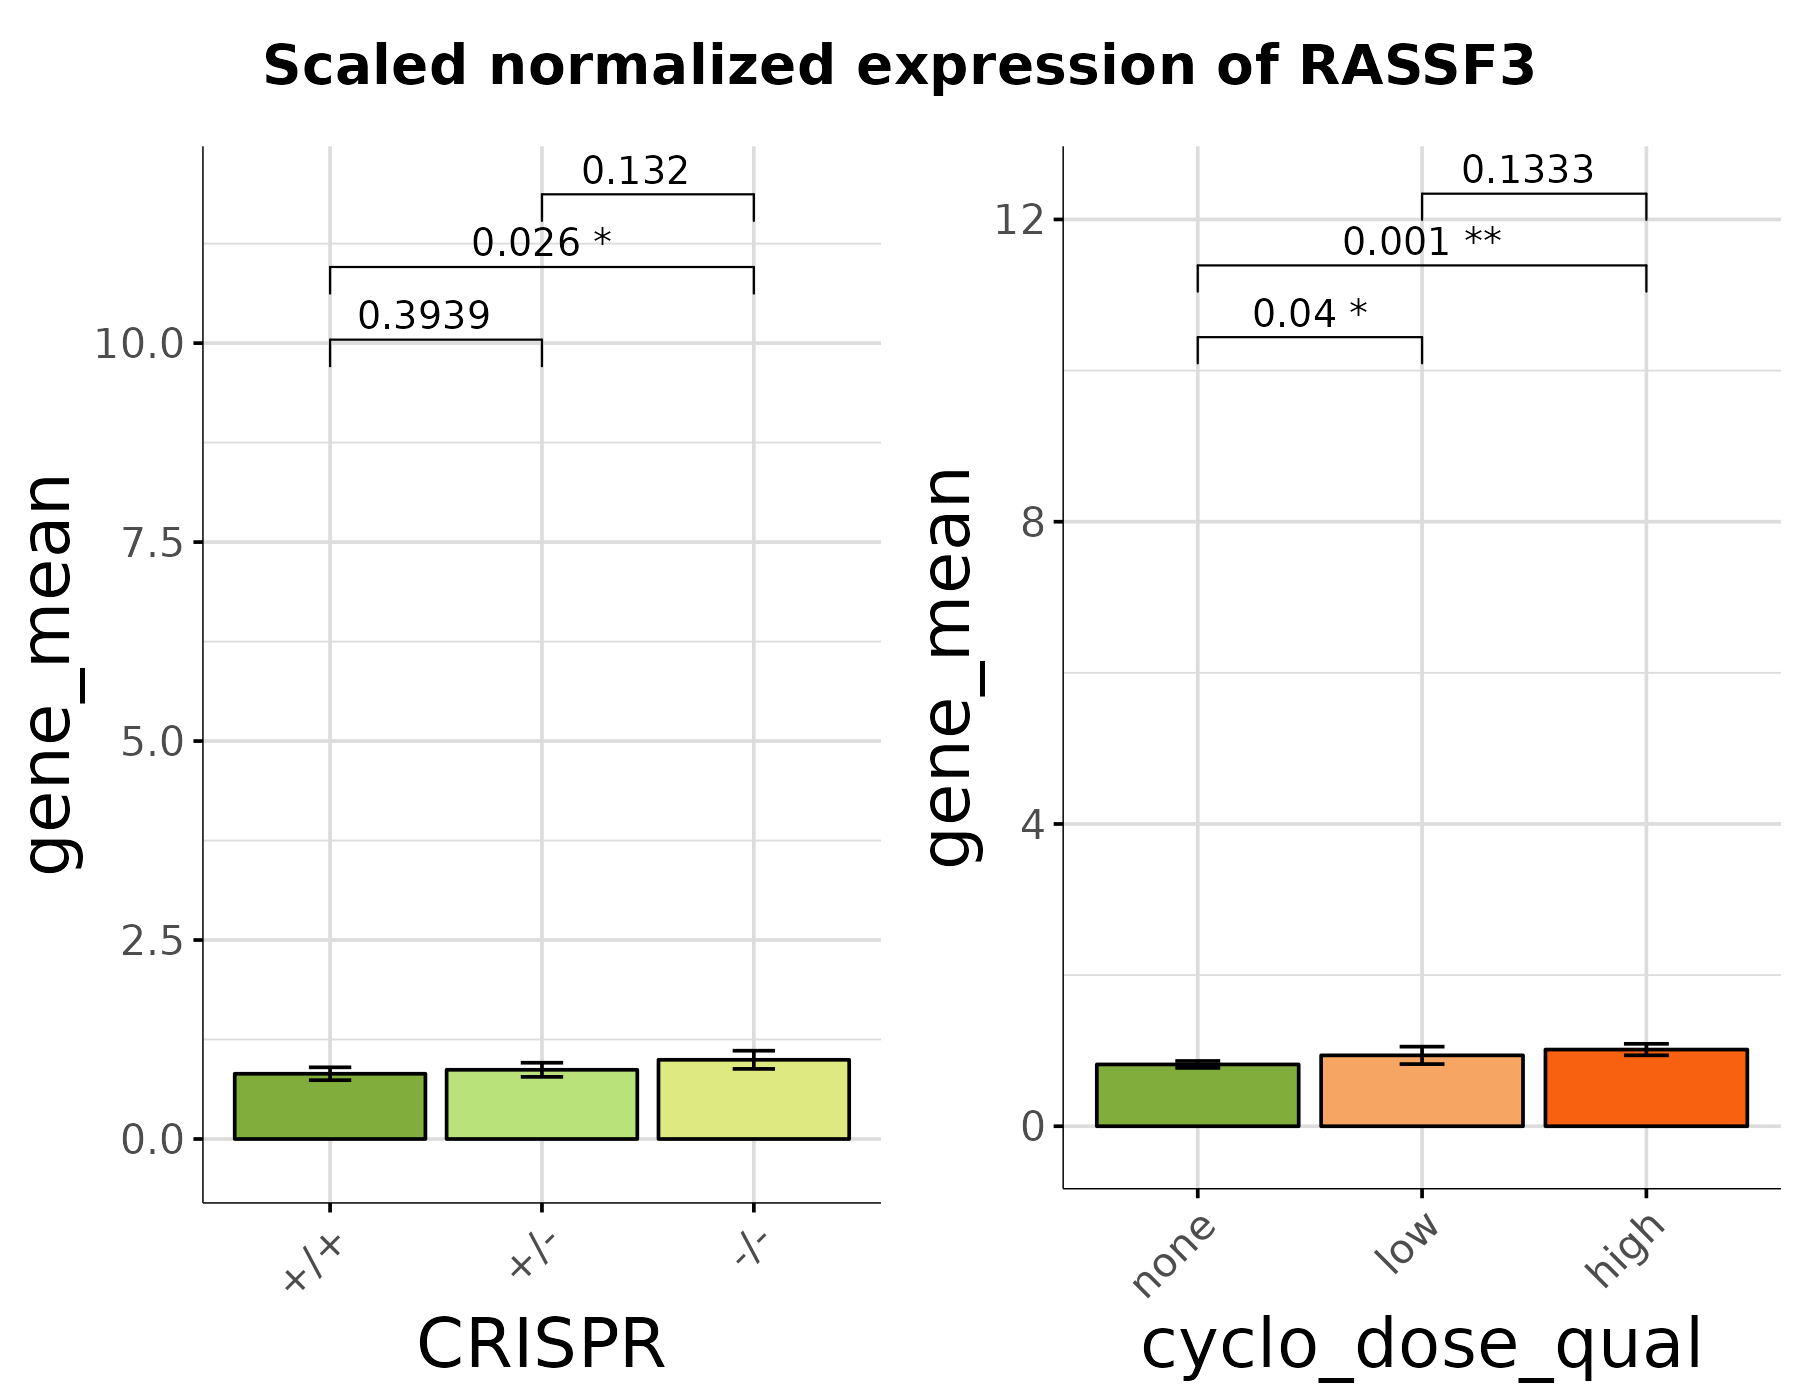 Scaled normalized expression of RASSF3
0.132
0.026 *
0.3939
10.0
7.5
5.0
2.5
0.0
gene_mean
+/+
+/-
-/-
CRISPR
0.1333
0.001 **
0.04 *
12
8
4
0
gene_mean
none
low
high
cyclo_dose_qual